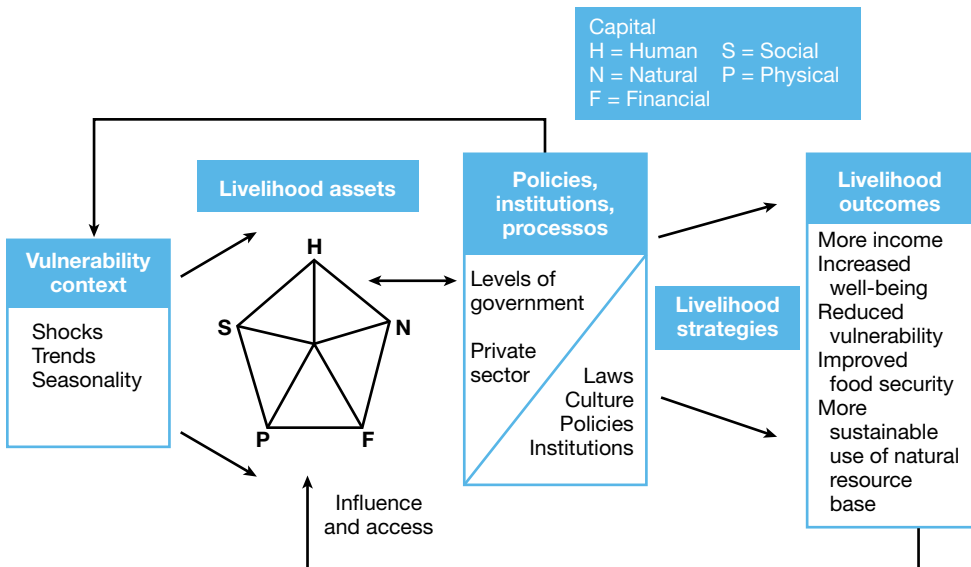 Capital
H = Human S = Social
N = Natural P = Physical
F = Financial
Livelihood assets
Policies,
institutions,
processos
Livelihood
outcomes
Vulnerability
context
Shocks
Trends
Seasonality
H
S
N
P
F
Levels of
government
Private
sector
Laws
Culture
Policies
Institutions
Livelihood
strategies
More income
Increased
well-being
Reduced
vulnerability
Improved
food security
More
sustainable
use of natural
resource
base
Influence
and access